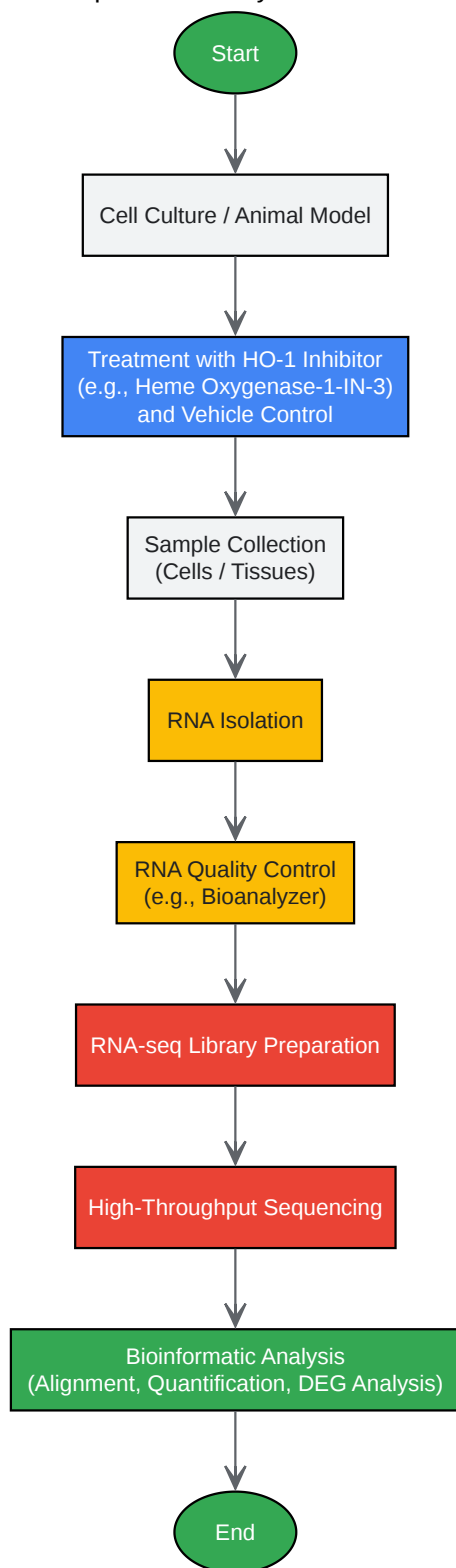 Start
Cell Culture / Animal Model
Treatment with HO-1 Inhibitor
(e.g., Heme Oxygenase-1-IN-3)
and Vehicle Control
Sample Collection
(Cells / Tissues)
RNA Isolation
RNA Quality Control
(e.g., Bioanalyzer)
RNA-seq Library Preparation
High-Throughput Sequencing
Bioinformatic Analysis
(Alignment, Quantification, DEG Analysis)
End